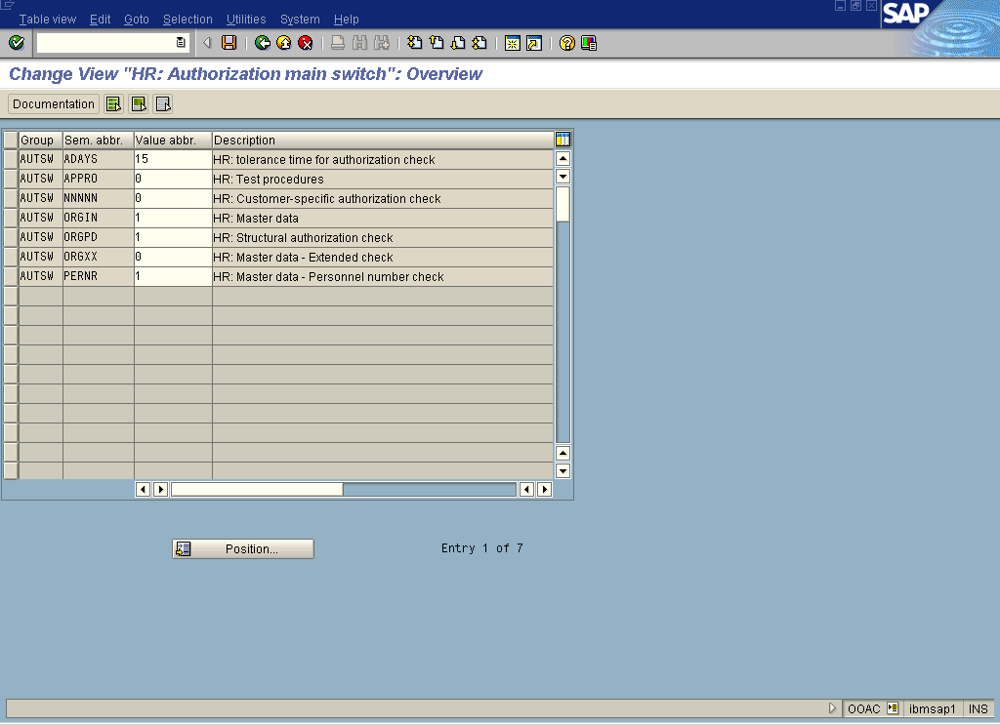 Table view Edit Goto Selection Utilities System Help
SAP
Change View "HR: Authorization main switch": Overview
Documentation
Group Sem. abbr. Value abbr. Description
AUTSW ADAYS 15 HR: tolerance time for authorization check
AUTSW APPRO 0 HR: Test procedures
AUTSW NNNNN 0 HR: Customer-specific authorization check
AUTSW ORGIN 1 HR: Master data
AUTSW ORGPD 1 HR: Structural authorization check
AUTSW ORGXX 0 HR: Master data - Extended check
AUTSW PERNR 1 HR: Master data - Personnel number check
Position... Entry 1 of 7
OOAC ibmsap1 INS